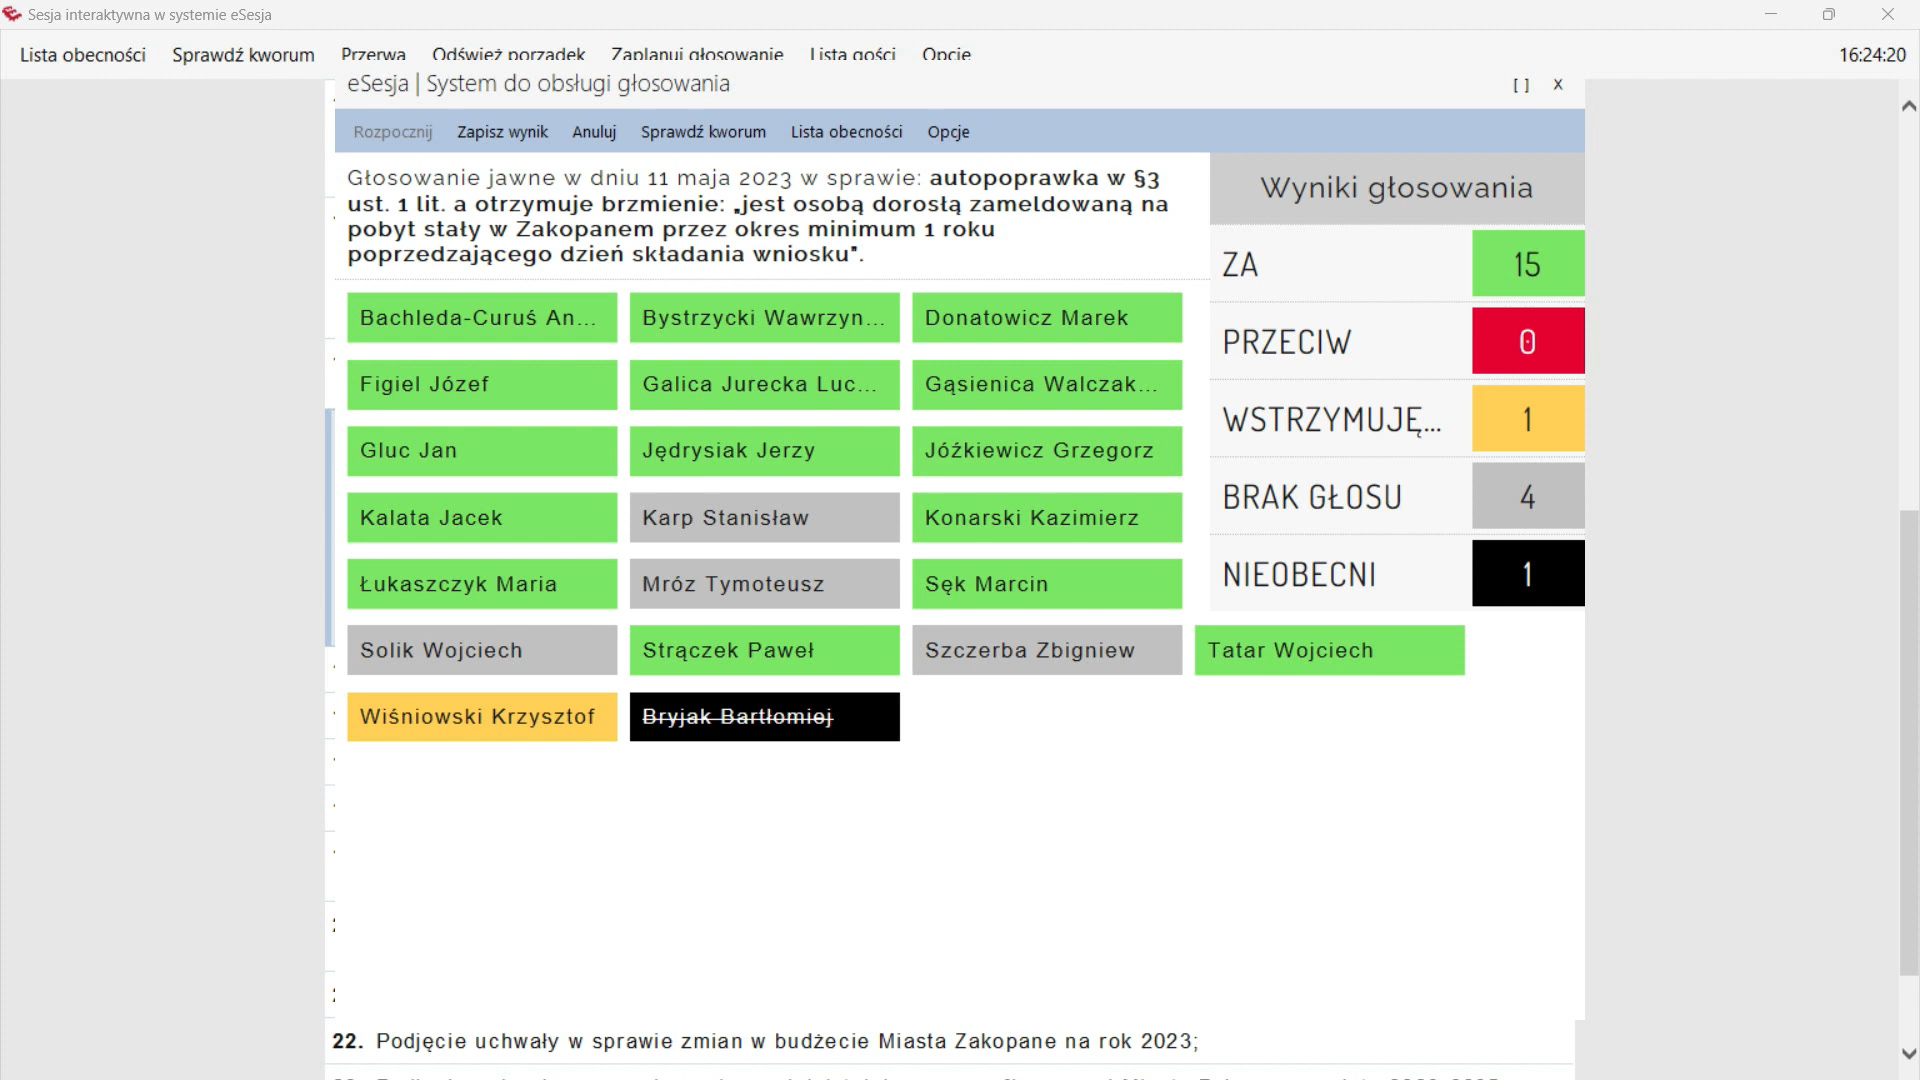 Sesja interaktywna w systemie eSesja
Lista obecności Sprawdź kworum Przerwa Odśwież porządek Zaplanuj głosowanie Lista gości Opcje 16:24:20
eSesja | System do obsługi głosowania [ ] X
Rozpocznij Zapisz wynik Anuluj Sprawdź kworum Lista obecności Opcje
Głosowanie jawne w dniu 11 maja 2023 w sprawie: autopoprawka w §3
ust. 1 lit. a otrzymuje brzmienie: „jest osobą dorosłą zameldowaną na
pobyt stały w Zakopanem przez okres minimum 1 roku
poprzedzającego dzień składania wniosku".
Wyniki głosowania
ZA 15
PRZECIW 0
WSTRZYMUJĘ... 1
BRAK GŁOSU 4
NIEOBECNI 1
Bachleda-Curuś An... Bystrzycki Wawrzyn... Donatowicz Marek
Figiel Józef Galica Jurecka Luc... Gąsienica Walczak...
Gluc Jan Jędrysiak Jerzy Jóźkiewicz Grzegorz
Kalata Jacek Karp Stanisław Konarski Kazimierz
Łukaszczyk Maria Mróz Tymoteusz Sęk Marcin
Solik Wojciech Strączek Paweł Szczerba Zbigniew Tatar Wojciech
Wiśniowski Krzysztof Bryjak Bartłomiej
22. Podjęcie uchwały w sprawie zmian w budżecie Miasta Zakopane na rok 2023;